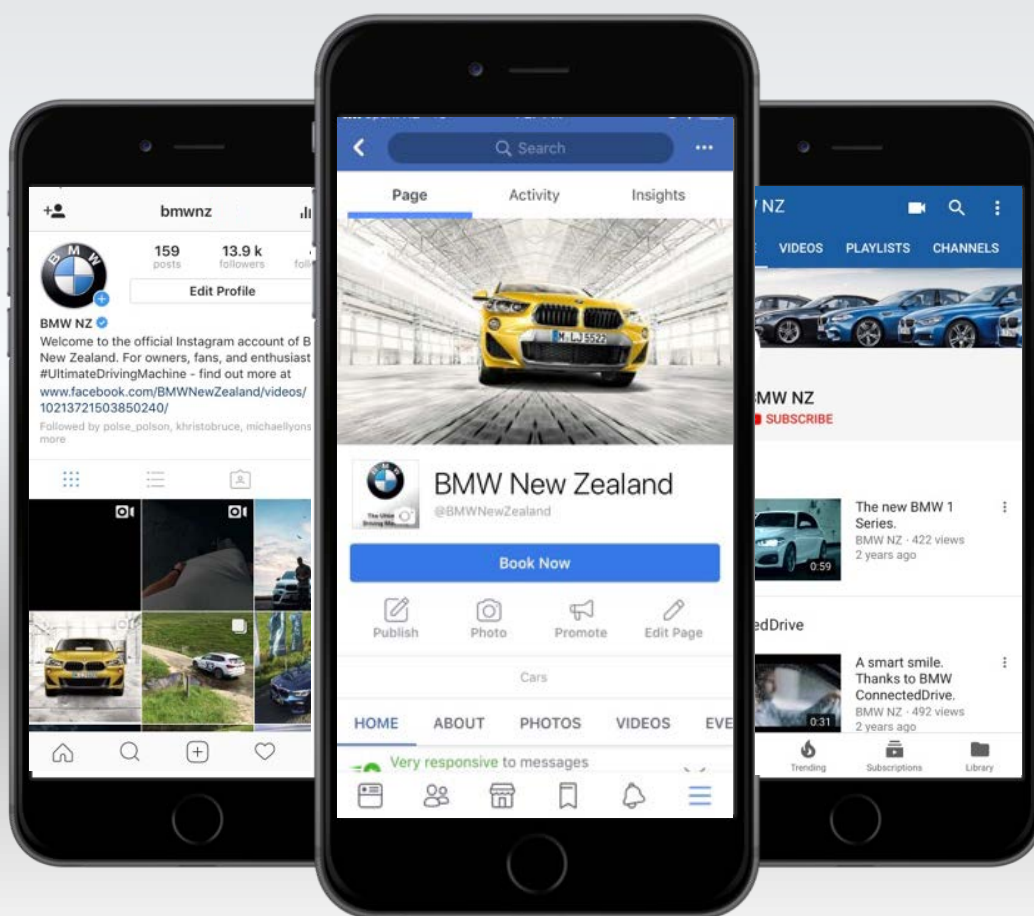 bmwnz
159
13.9 k
posts
followers
Edit Profile
BMW NZ
Welcome to the official Instagram account of B
New Zealand. For owners, fans, and enthusiast
#UltimateDrivingMachine - find out more at
www.facebook.com/BMWNewZealand/videos/
10213721503850240/
Followed by polse_polson, khristobruce, michaellyons
more
Search
Page
Activity
Insights
M·LJ 5522
BMW New Zealand
@BMWNewZealand
Book Now
Publish
Photo
Promote
Edit Page
Cars
HOME
ABOUT
PHOTOS
VIDEOS
EVE
Very responsive to messages
NZ
VIDEOS
PLAYLISTS
CHANNELS
BMW NZ
SUBSCRIBE
The new BMW 1
Series.
BMW NZ · 422 views
2 years ago
0:59
edDrive
A smart smile.
Thanks to BMW
ConnectedDrive.
BMW NZ · 492 views
2 years ago
0:31
Trending
Subscriptions
Library